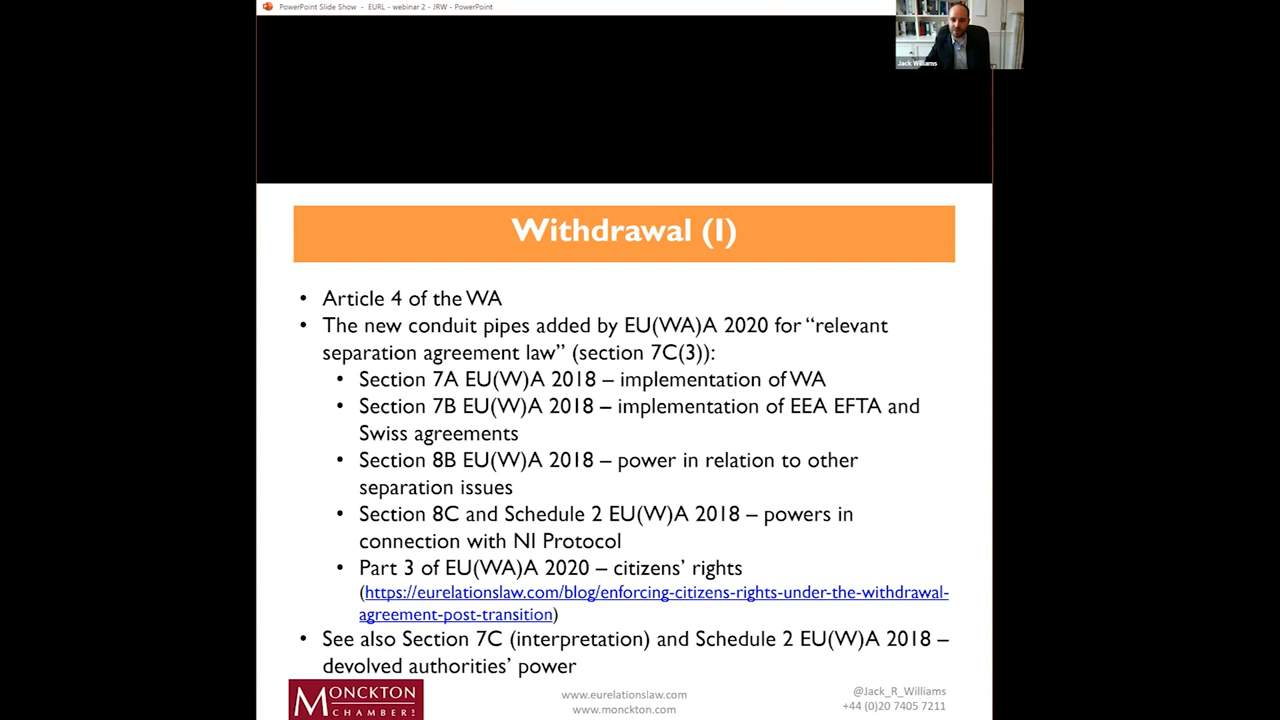 PowerPoint Slide Show - EURL - webinar 2 - JRW - PowerPoint
Jack Williams
Withdrawal (I)
• Article 4 of the WA
• The new conduit pipes added by EU(WA)A 2020 for “relevant
separation agreement law” (section 7C(3)):
• Section 7A EU(W)A 2018 – implementation of WA
• Section 7B EU(W)A 2018 – implementation of EEA EFTA and
Swiss agreements
• Section 8B EU(W)A 2018 – power in relation to other
separation issues
• Section 8C and Schedule 2 EU(W)A 2018 – powers in
connection with NI Protocol
• Part 3 of EU(WA)A 2020 – citizens’ rights
(https://eurelationslaw.com/blog/enforcing-citizens-rights-under-the-withdrawal-
agreement-post-transition)
• See also Section 7C (interpretation) and Schedule 2 EU(W)A 2018 –
devolved authorities’ power
MONCKTON
CHAMBERS
www.eurelationslaw.com
www.monckton.com
@Jack_R_Williams
+44 (0)20 7405 7211